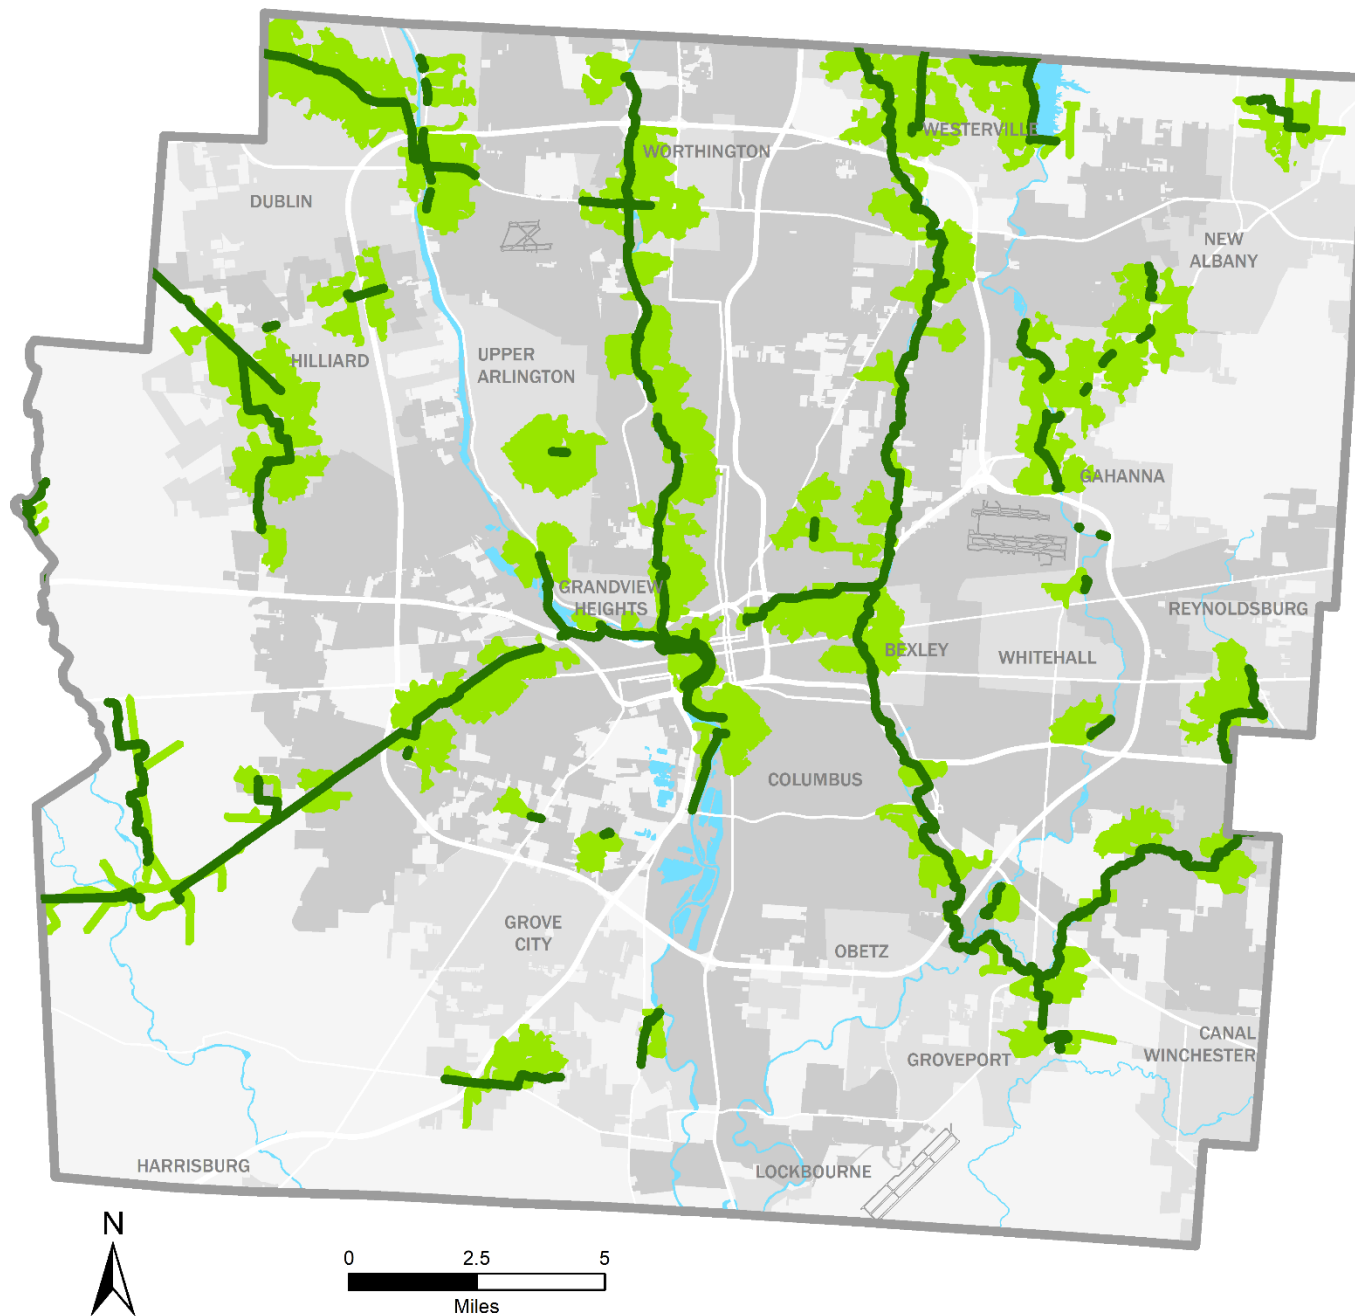 WESTERVILLE
WORTHINGTON
DUBLIN
NEW
ALBANY
HILLIARD
UPPER
ARLINGTON
GAHANNA
GRANDVIEW
HEIGHTS
REYNOLDSBURG
BEXLEY
WHITEHALL
COLUMBUS
GROVE
CITY
OBETZ
CANAL
WINCHESTER
GROVEPORT
HARRISBURG
LOCKBOURNE
N
0 2.5 5
Miles